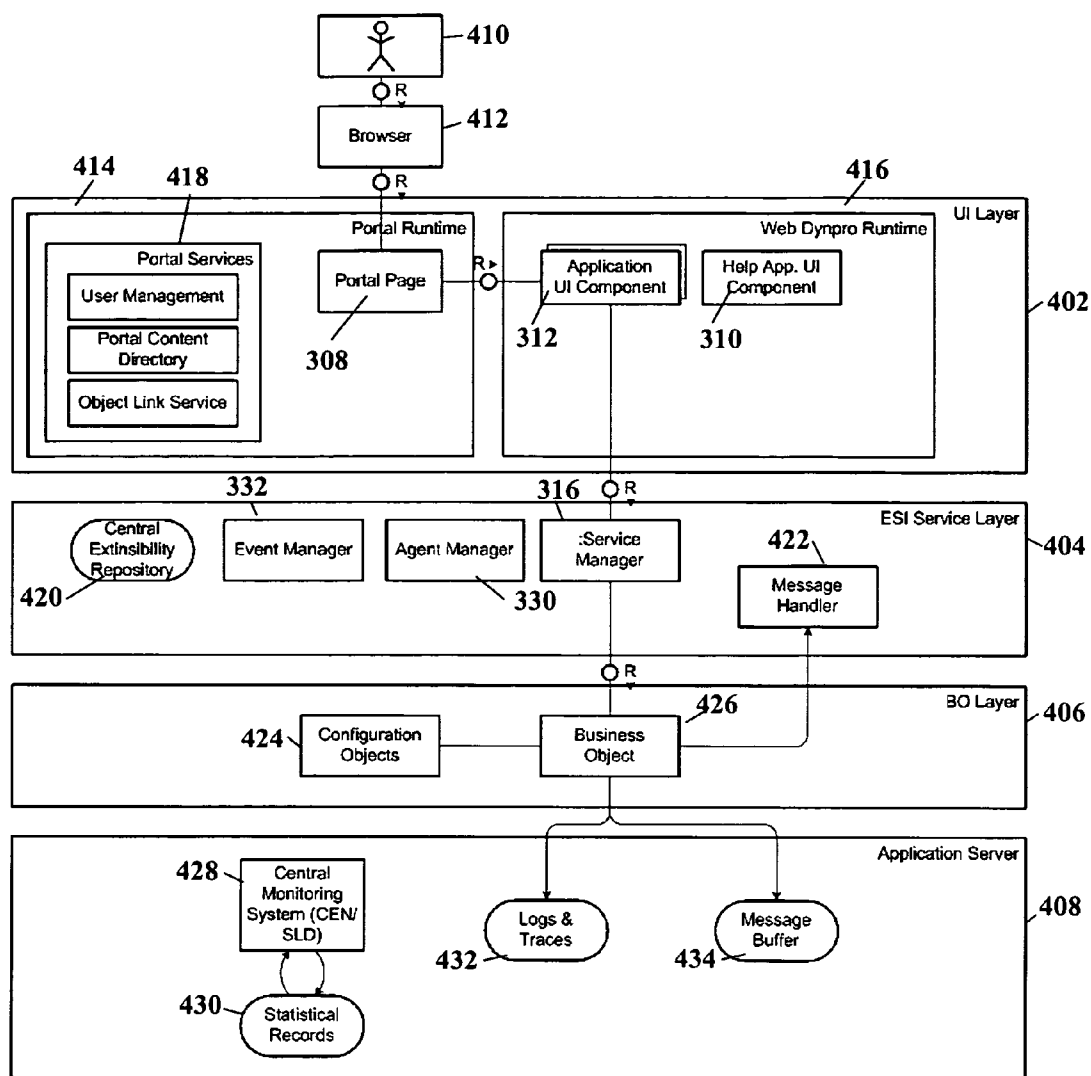 410
R
Browser
412
R
414
418
416
UI Layer
Portal Runtime
Web Dynpro Runtime
Portal Services
User Management
Portal Content
Directory
Object Link Service
Portal Page
308
R
Application
UI Component
312
Help App. UI
Component
310
402
R
332
316
ESI Service Layer
Central
Extinsibility
Repository
420
Event Manager
Agent Manager
330
:Service
Manager
422
Message
Handler
404
R
BO Layer
424
Configuration
Objects
Business
Object
426
406
Application Server
428
Central
Monitoring
System (CEN/
SLD)
Logs &
Traces
432
Message
Buffer
434
408
430
Statistical
Records